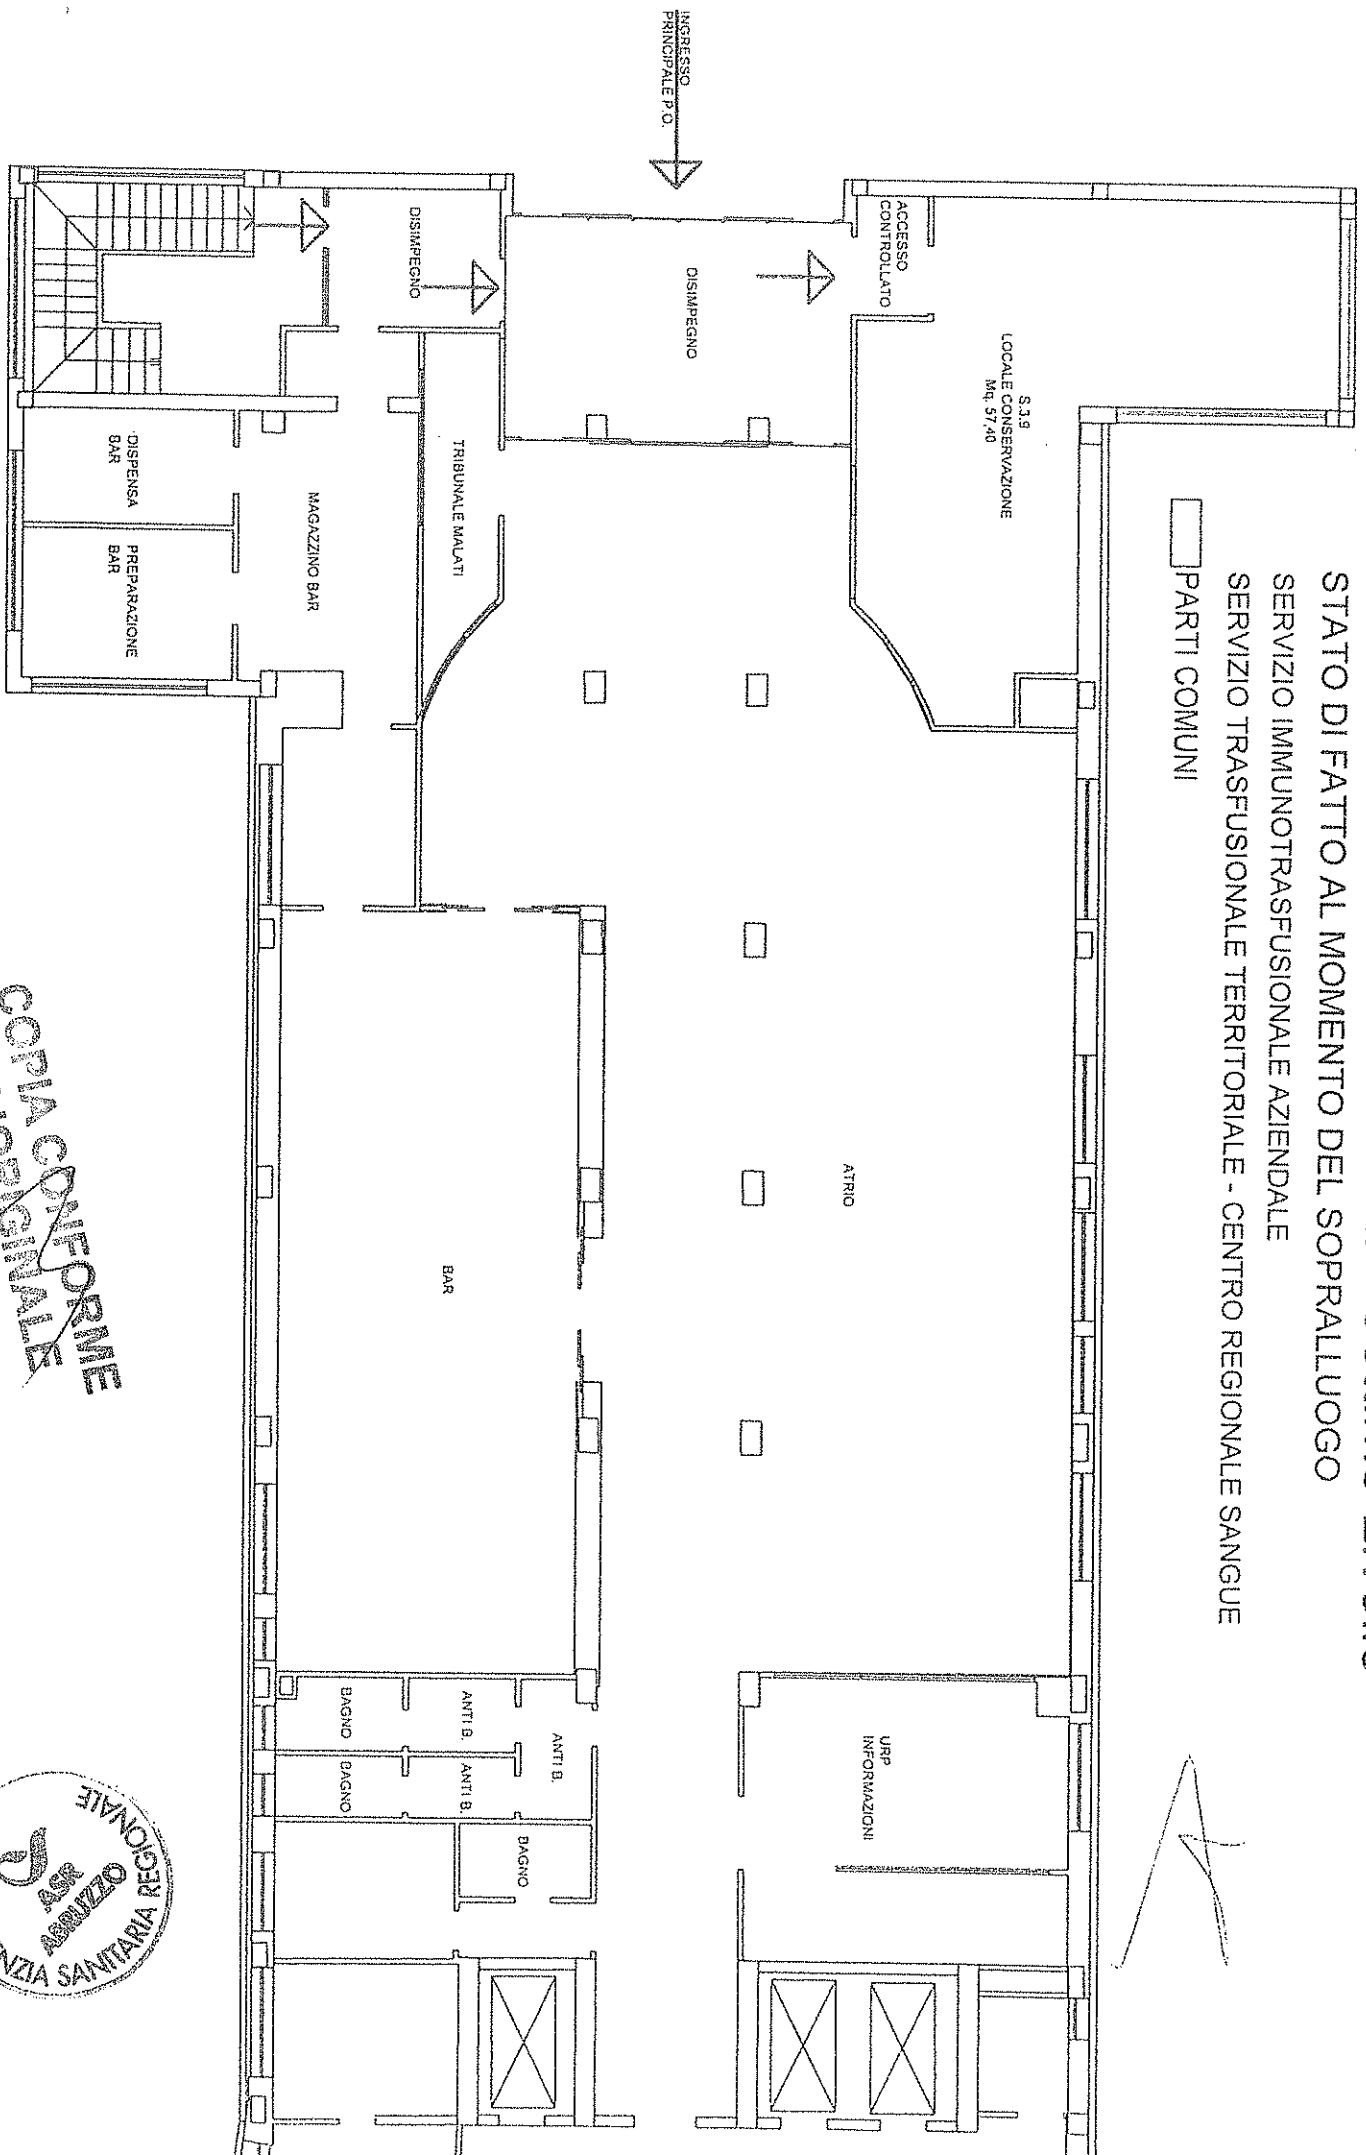 STATO DI FATTO AL MOMENTO DEL SOPRALLUOGO
SERVIZIO IMMUNOTRASFUSIONALE AZIENDALE
SERVIZIO TRASFUSIONALE TERRITORIALE - CENTRO REGIONALE SANGUE
PARTI COMUNI
INGRESSO
PRINCIPALE P.O.
ACCESSO
CONTROLLATO
S.3.9
LOCALE CONSERVAZIONE
Mq. 57,40
DISIMPEGNO
DISIMPEGNO
TRIBUNALE MALATI
MAGAZZINO BAR
DISPENSA
BAR
PREPARAZIONE
BAR
ATRIO
BAR
URP
INFORMAZIONI
ANTI B.
ANTI B.
ANTI B.
BAGNO
BAGNO
BAGNO
COPIA CONFORME
ORIGINALE
SANITARIA REGIONALE
ASR
ABRUZZO